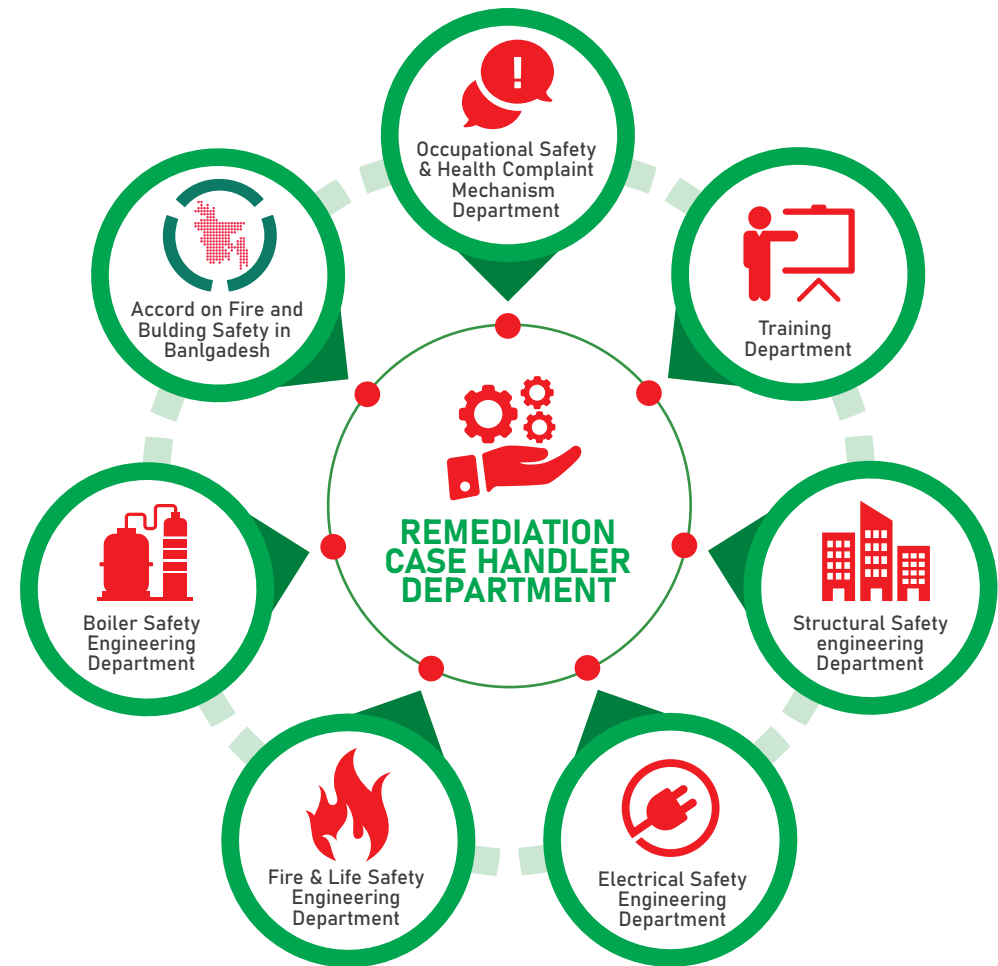 !
Occupational Safety
& Health Complaint
Mechanism
Department
Training
Department
Structural Safety
engineering
Department
Electrical Safety
Engineering
Department
Fire & Life Safety
Engineering
Department
Boiler Safety
Engineering
Department
Accord on Fire and
Bulding Safety in
Banlgadesh
REMEDIATION
CASE HANDLER
DEPARTMENT